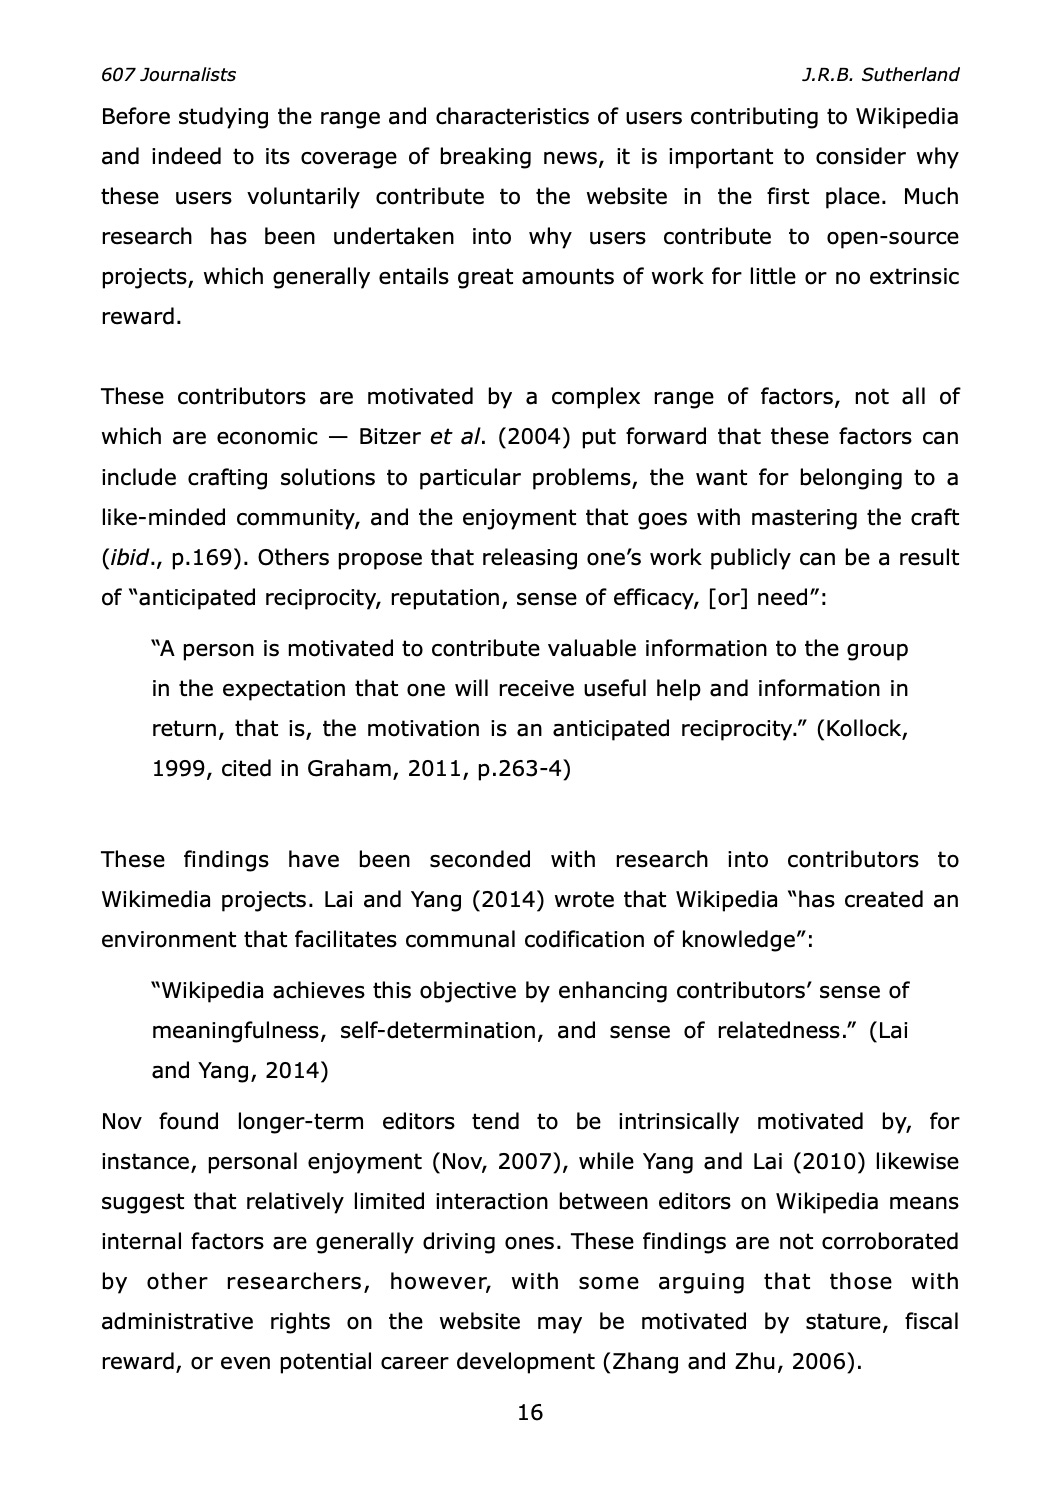 607 Journalists J.R.B. Sutherland
Before studying the range and characteristics of users contributing to Wikipedia
and indeed to its coverage of breaking news, it is important to consider why
these users voluntarily contribute to the website in the first place. Much
research has been undertaken into why users contribute to open-source
projects, which generally entails great amounts of work for little or no extrinsic
reward.
These contributors are motivated by a complex range of factors, not all of
which are economic — Bitzer et al. (2004) put forward that these factors can
include crafting solutions to particular problems, the want for belonging to a
like-minded community, and the enjoyment that goes with mastering the craft
(ibid., p.169). Others propose that releasing one’s work publicly can be a result
of “anticipated reciprocity, reputation, sense of efficacy, [or] need”:
“A person is motivated to contribute valuable information to the group
in the expectation that one will receive useful help and information in
return, that is, the motivation is an anticipated reciprocity.” (Kollock,
1999, cited in Graham, 2011, p.263-4)
These findings have been seconded with research into contributors to
Wikimedia projects. Lai and Yang (2014) wrote that Wikipedia “has created an
environment that facilitates communal codification of knowledge”:
“Wikipedia achieves this objective by enhancing contributors’ sense of
meaningfulness, self-determination, and sense of relatedness.” (Lai
and Yang, 2014)
Nov found longer-term editors tend to be intrinsically motivated by, for
instance, personal enjoyment (Nov, 2007), while Yang and Lai (2010) likewise
suggest that relatively limited interaction between editors on Wikipedia means
internal factors are generally driving ones. These findings are not corroborated
by other researchers, however, with some arguing that those with
administrative rights on the website may be motivated by stature, fiscal
reward, or even potential career development (Zhang and Zhu, 2006).
16